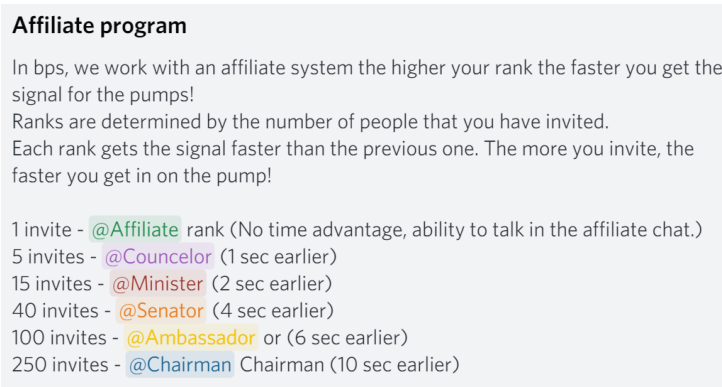 Affiliate program
In bps, we work with an affiliate system the higher your rank the faster you get the
signal for the pumps!
Ranks are determined by the number of people that you have invited.
Each rank gets the signal faster than the previous one. The more you invite, the
faster you get in on the pump!
1 invite - @Affiliate rank (No time advantage, ability to talk in the affiliate chat.)
5 invites - @Councelor (1 sec earlier)
15 invites - @Minister (2 sec earlier)
40 invites - @Senator (4 sec earlier)
100 invites - @Ambassador or (6 sec earlier)
250 invites - @Chairman Chairman (10 sec earlier)